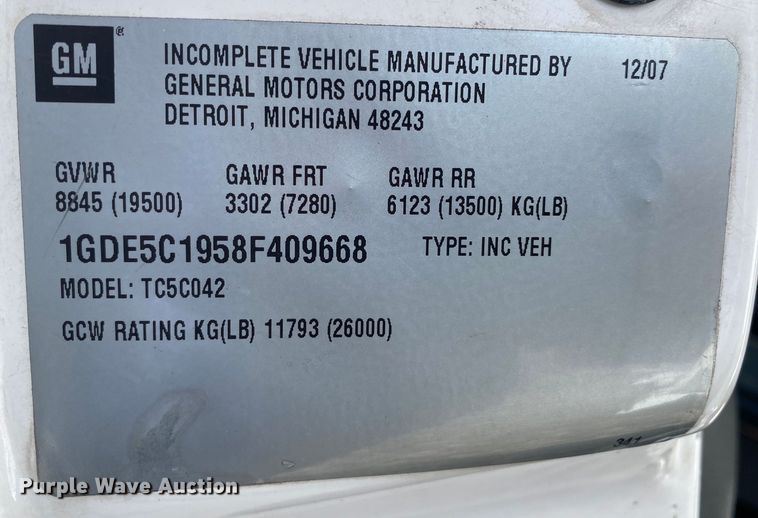 GM
INCOMPLETE VEHICLE MANUFACTURED BY 12/07
GENERAL MOTORS CORPORATION
DETROIT, MICHIGAN 48243
GVWR GAWR FRT GAWR RR
8845 (19500) 3302 (7280) 6123 (13500) KG(LB)
1GDE5C1958F409668 TYPE: INC VEH
MODEL: TC5C042
GCW RATING KG(LB) 11793 (26000)
341
Purple Wave Auction